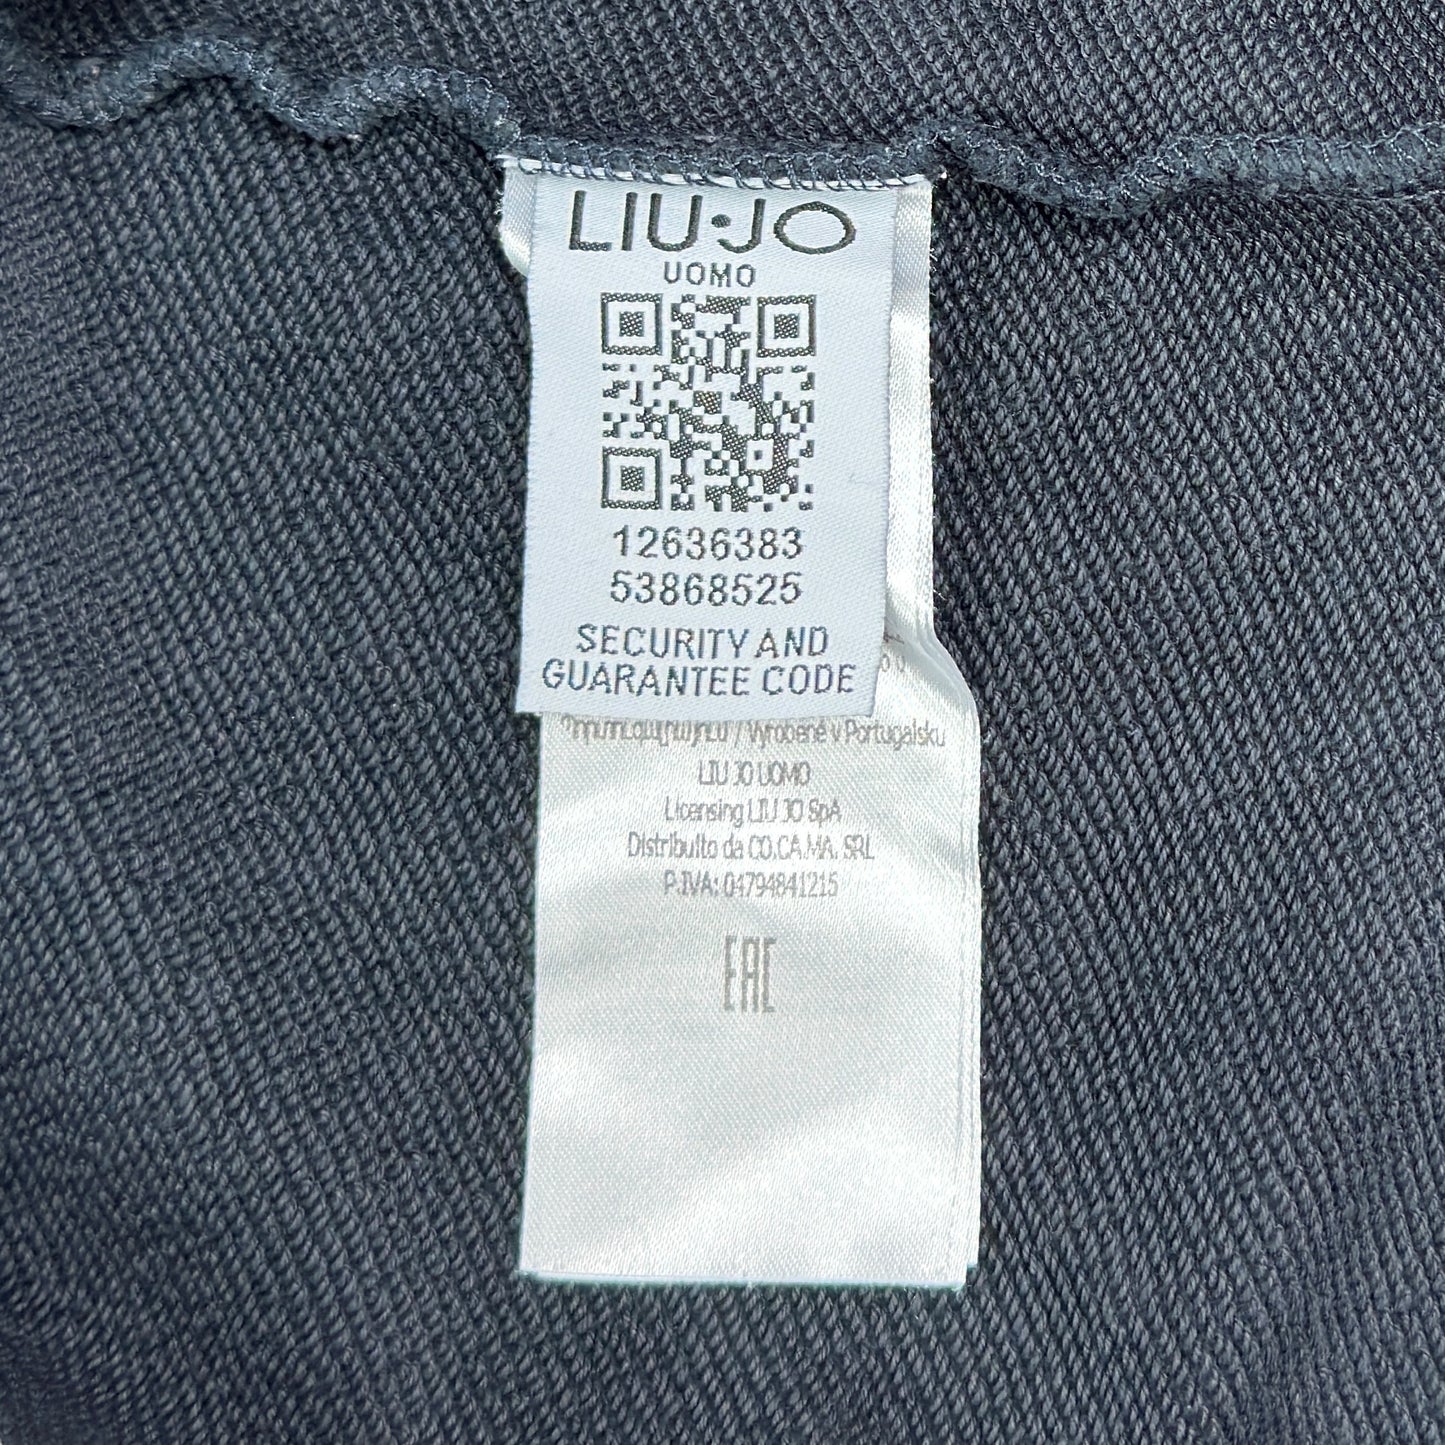 LIU·JO
UOMO
12636383
53868525
SECURITY AND
GUARANTEE CODE
/ Vyrobené v Portugalsku
LIU JO UOMO
Licensing LIU JO SpA
Distribuito da CO.CA.MA. SRL
P.IVA: 04794841215
EAC